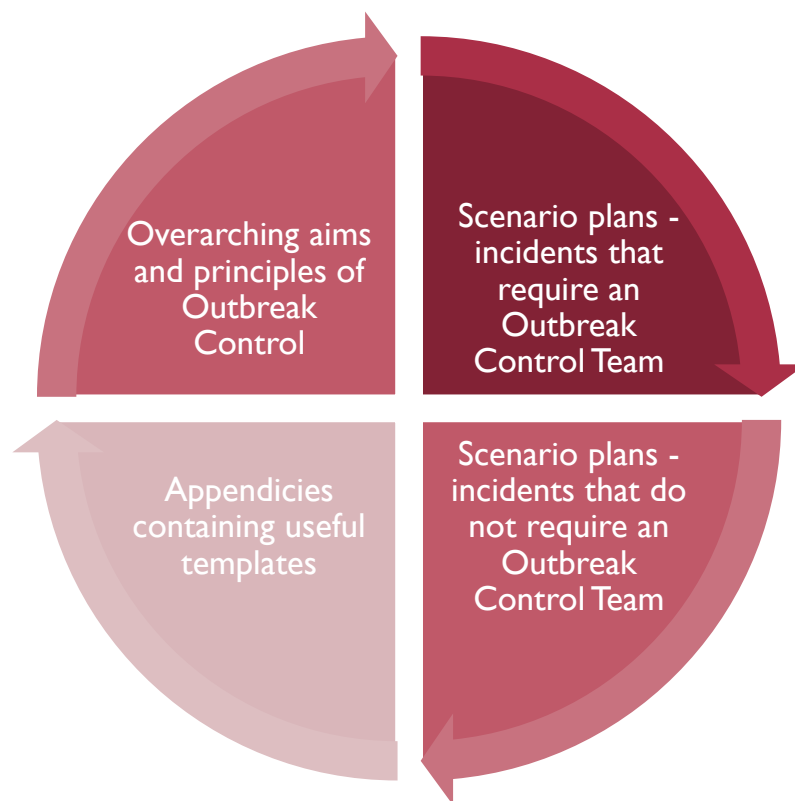 Overarching aims
and principles of
Outbreak
Control
Scenario plans -
incidents that
require an
Outbreak
Control Team
Appendicies
containing useful
templates
Scenario plans -
incidents that do
not require an
Outbreak
Control Team